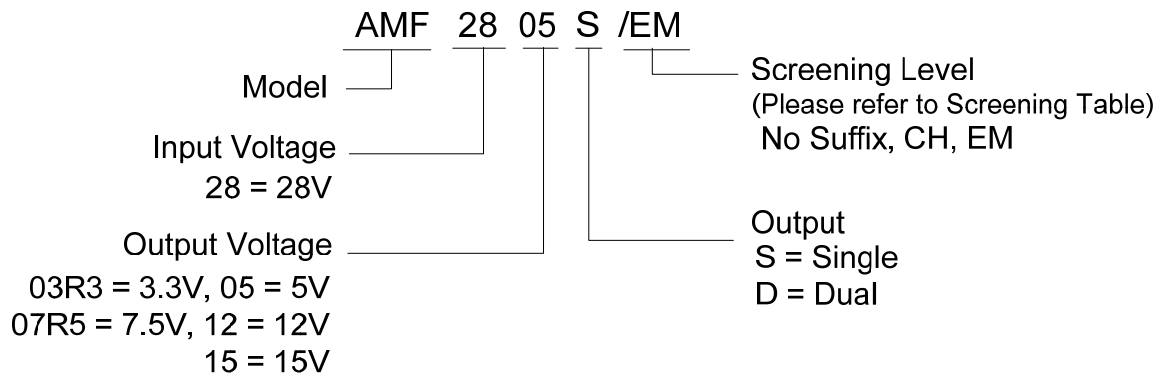 AMF 28 05 S /EM
Model
Input Voltage
28 = 28V
Output Voltage
03R3 = 3.3V, 05 = 5V
07R5 = 7.5V, 12 = 12V
15 = 15V
Screening Level
(Please refer to Screening Table)
No Suffix, CH, EM
Output
S = Single
D = Dual